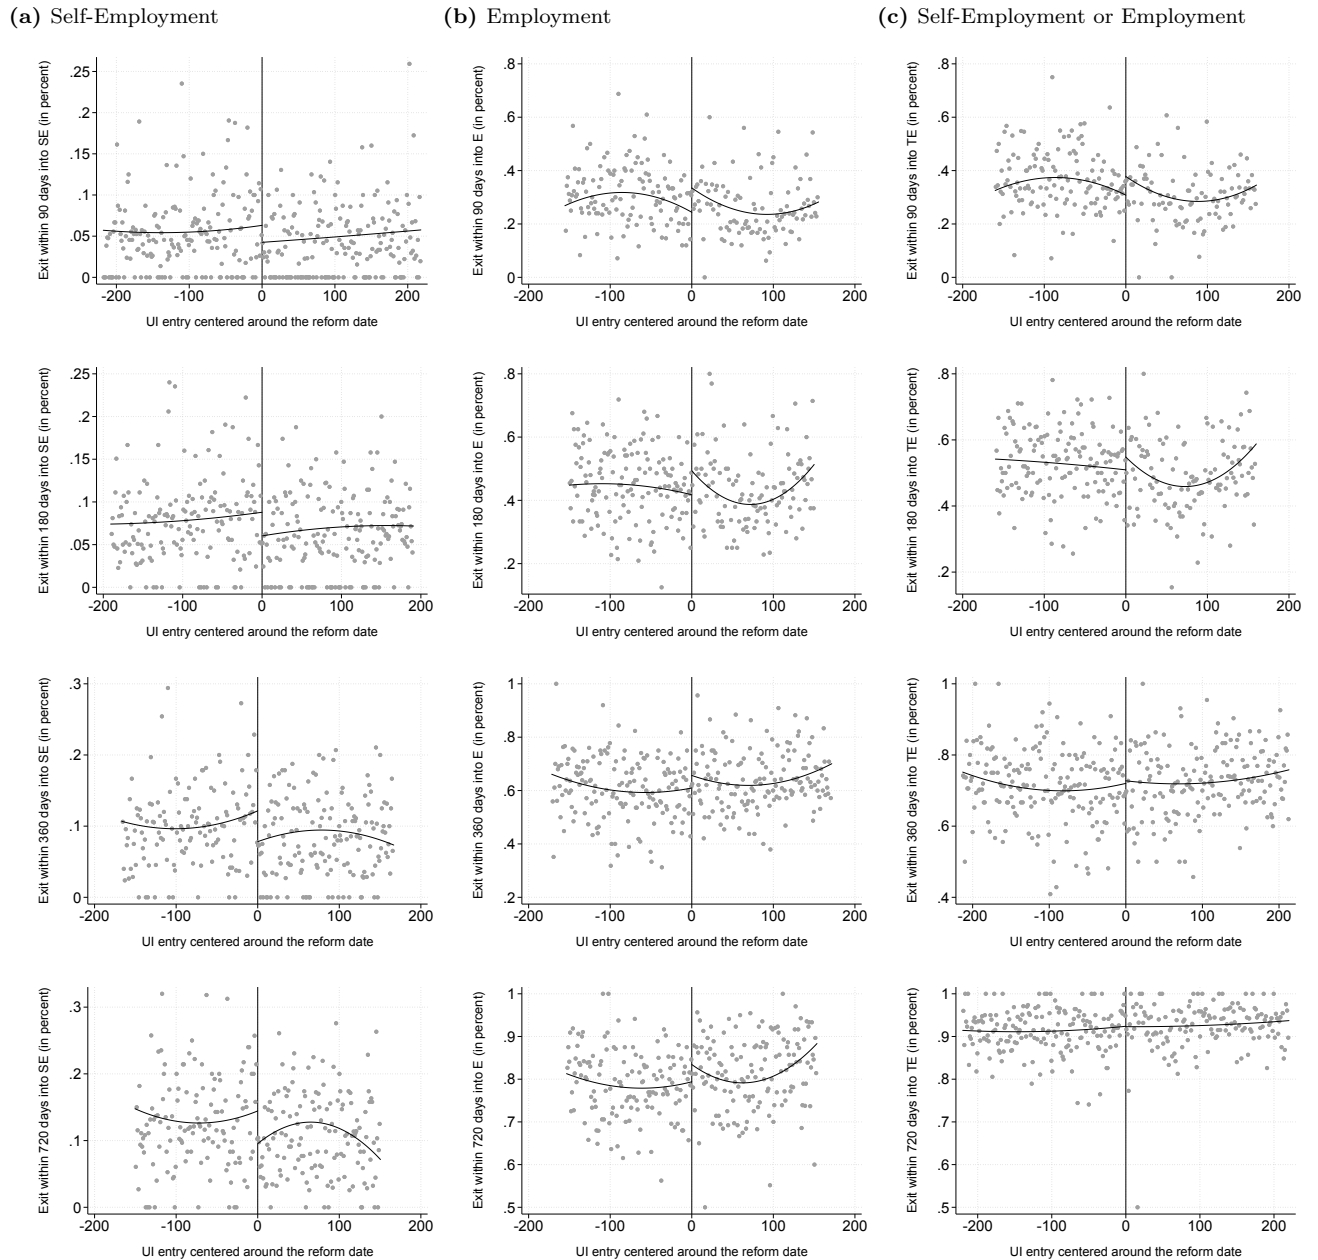 (a) Self-Employment
(b) Employment
(c) Self-Employment or Employment
Exit within 90 days into SE (in percent)
.25
.2
.15
.1
.05
0
-200 -100 0 100 200
UI entry centered around the reform date
Exit within 90 days into E (in percent)
.8
.6
.4
.2
0
-200 -100 0 100 200
UI entry centered around the reform date
Exit within 90 days into TE (in percent)
.8
.6
.4
.2
0
-200 -100 0 100 200
UI entry centered around the reform date
Exit within 180 days into SE (in percent)
.25
.2
.15
.1
.05
0
-200 -100 0 100 200
UI entry centered around the reform date
Exit within 180 days into E (in percent)
.8
.6
.4
.2
-200 -100 0 100 200
UI entry centered around the reform date
Exit within 180 days into TE (in percent)
.8
.6
.4
.2
-200 -100 0 100 200
UI entry centered around the reform date
Exit within 360 days into SE (in percent)
.3
.2
.1
0
-200 -100 0 100 200
UI entry centered around the reform date
Exit within 360 days into E (in percent)
1
.8
.6
.4
.2
-200 -100 0 100 200
UI entry centered around the reform date
Exit within 360 days into TE (in percent)
1
.8
.6
.4
-200 -100 0 100 200
UI entry centered around the reform date
Exit within 720 days into SE (in percent)
.3
.2
.1
0
-200 -100 0 100 200
UI entry centered around the reform date
Exit within 720 days into E (in percent)
1
.9
.8
.7
.6
.5
-200 -100 0 100 200
UI entry centered around the reform date
Exit within 720 days into TE (in percent)
1
.9
.8
.7
.6
.5
-200 -100 0 100 200
UI entry centered around the reform date